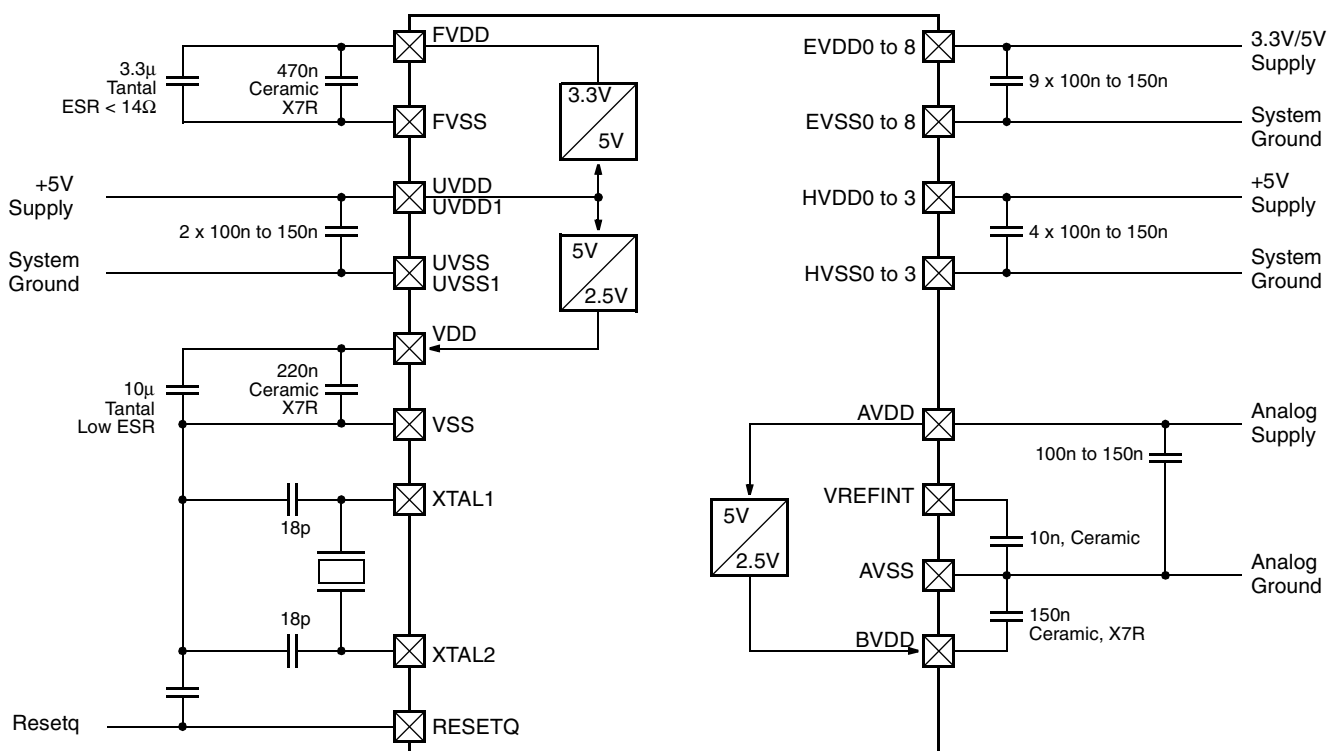 FVDD
3.3μ
Tantal
ESR < 14Ω
470n
Ceramic
X7R
FVSS
3.3V
5V
+5V
Supply
UVDD
UVDD1
2 x 100n to 150n
System
Ground
UVSS
UVSS1
5V
2.5V
VDD
10μ
Tantal
Low ESR
220n
Ceramic
X7R
VSS
XTAL1
18p
18p
XTAL2
Resetq
RESETQ
EVDD0 to 8
3.3V/5V
Supply
9 x 100n to 150n
EVSS0 to 8
System
Ground
HVDD0 to 3
+5V
Supply
4 x 100n to 150n
HVSS0 to 3
System
Ground
AVDD
Analog
Supply
100n to 150n
VREFINT
5V
2.5V
10n, Ceramic
AVSS
Analog
Ground
150n
Ceramic, X7R
BVDD